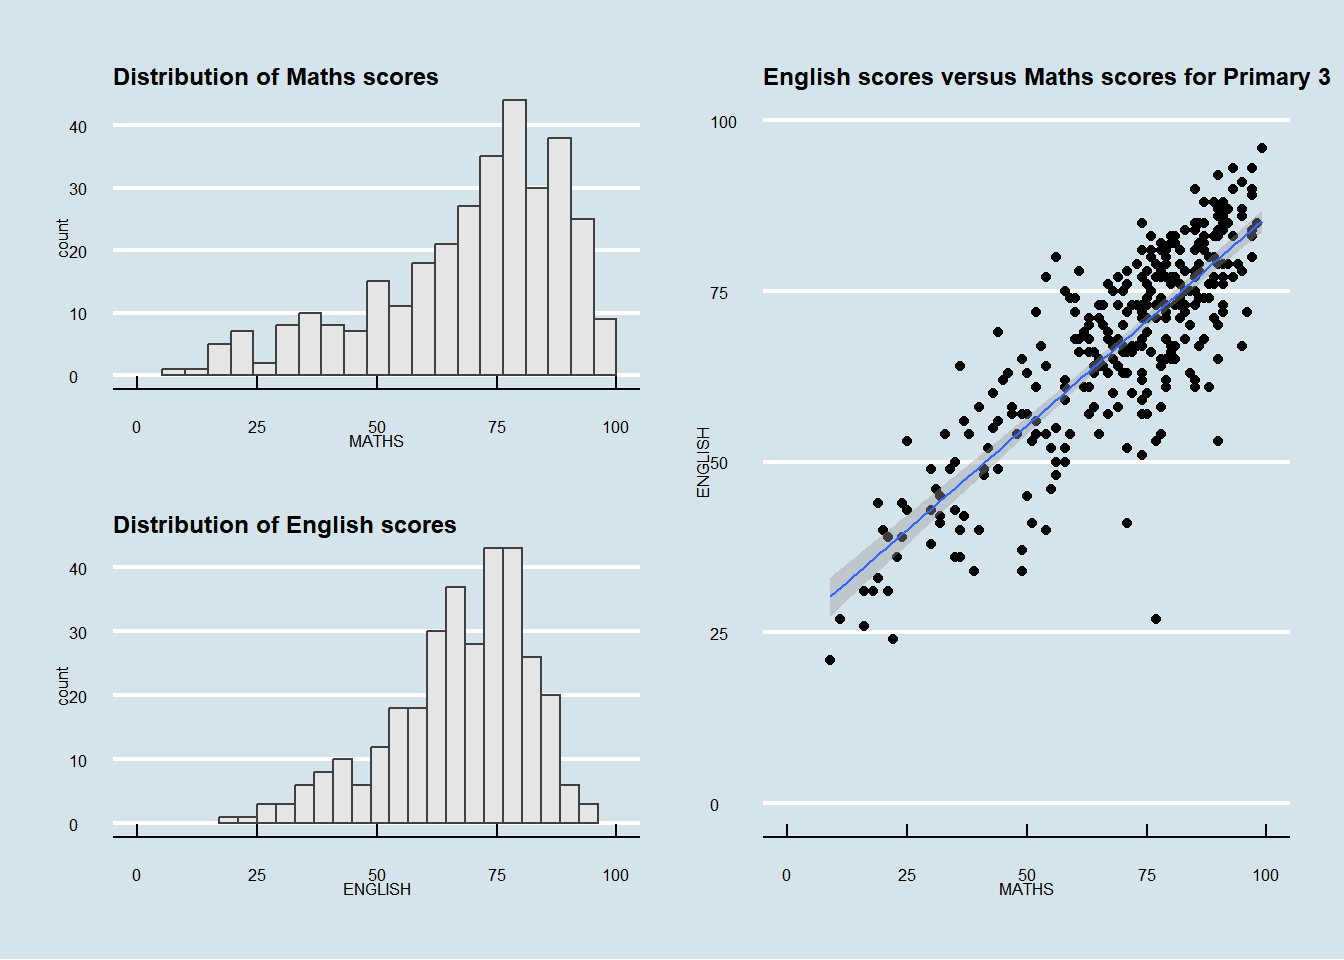 Distribution of Maths scores
40
30
20
10
0
count
0 25 50 75 100
MATHS
Distribution of English scores
40
30
20
10
0
count
0 25 50 75 100
ENGLISH
English scores versus Maths scores for Primary 3
100
75
50
25
0
ENGLISH
0 25 50 75 100
MATHS